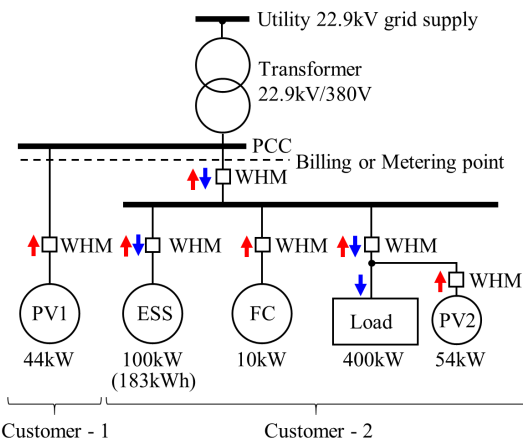 Utility 22.9kV grid supply
Transformer
22.9kV/380V
PCC
Billing or Metering point
WHM
WHM
WHM
WHM
WHM
WHM
PV1
ESS
FC
Load
PV2
44kW
100kW
10kW
400kW
54kW
(183kWh)
Customer - 1
Customer - 2